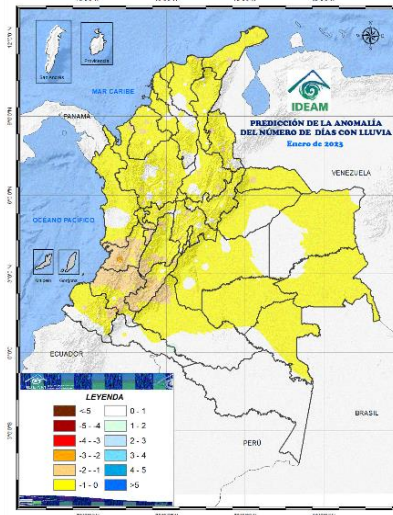 San Andrés
Providencia
MAR CARIBE
PANAMÁ
IDEAM
PREDICCIÓN DE LA ANOMALÍA
DEL NÚMERO DE DÍAS CON LLUVIA
Enero de 2023
VENEZUELA
OCEANO PACIFICO
ECUADOR
BRASIL
PERÚ
LEYENDA
<-5
0 - 1
-5 - -4
1 - 2
-4 - -3
2 - 3
-3 - -2
3 - 4
-2 - -1
4 - 5
-1 - 0
>5